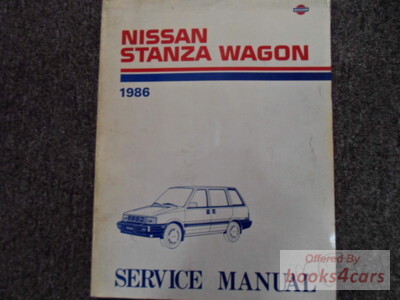 NISSAN
STANZA WAGON
1986
SERVICE MANUAL
Offered By
books4cars